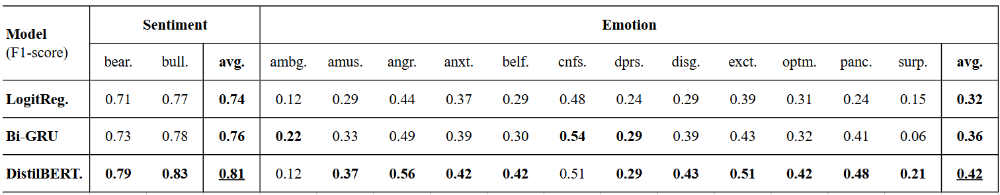 Model (F1-score) Sentiment Emotion
bear. bull. avg. ambg. amus. angr. anxt. belf. cnfs. dprs. disg. exct. optm. panc. surp. avg.
LogitReg. 0.71 0.77 0.74 0.12 0.29 0.44 0.37 0.29 0.48 0.24 0.29 0.39 0.31 0.24 0.15 0.32
Bi-GRU 0.73 0.78 0.76 0.22 0.33 0.49 0.39 0.30 0.54 0.29 0.39 0.43 0.32 0.41 0.06 0.36
DistilBERT. 0.79 0.83 0.81 0.12 0.37 0.56 0.42 0.42 0.51 0.29 0.43 0.51 0.42 0.48 0.21 0.42